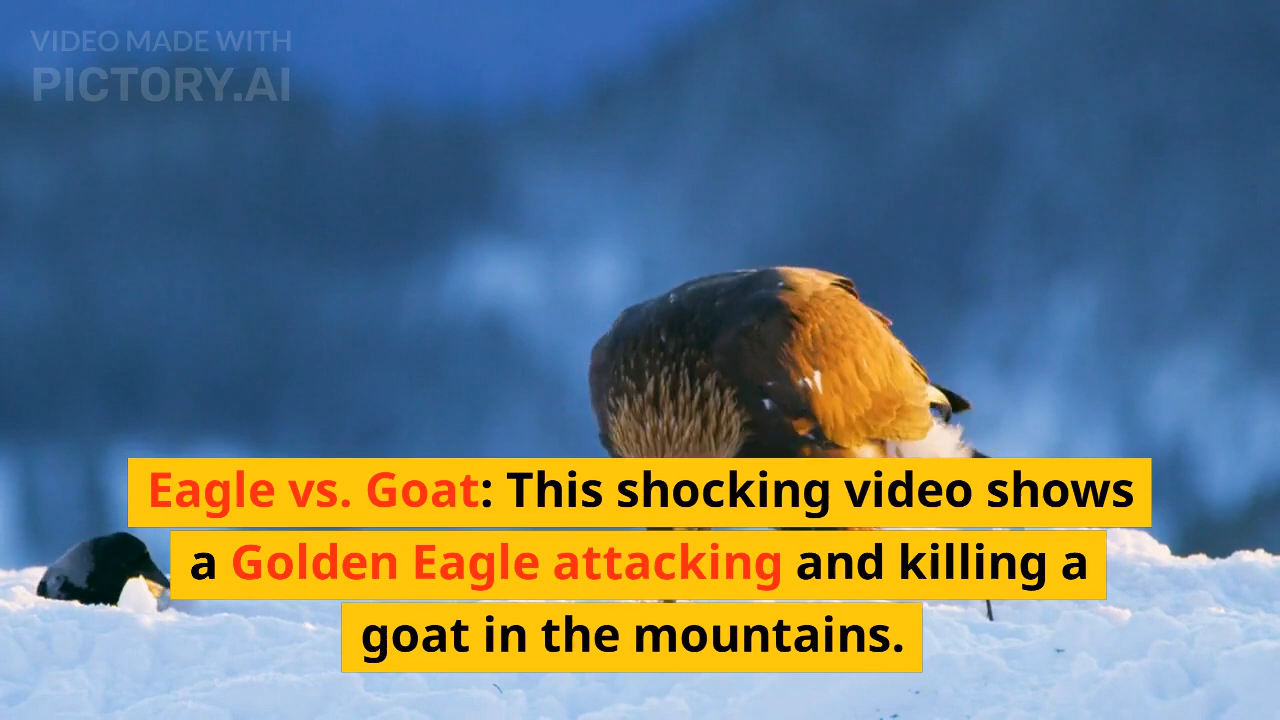 VIDEO MADE WITH
PICTORY.AI
Eagle vs. Goat: This shocking video shows
a Golden Eagle attacking and killing a
goat in the mountains.